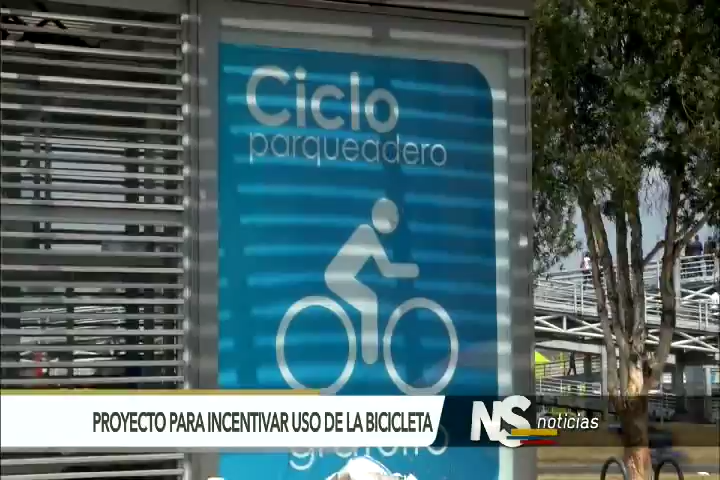 Ciclo
parqueadero
PROYECTO PARA INCENTIVAR USO DE LA BICICLETA
NS noticias